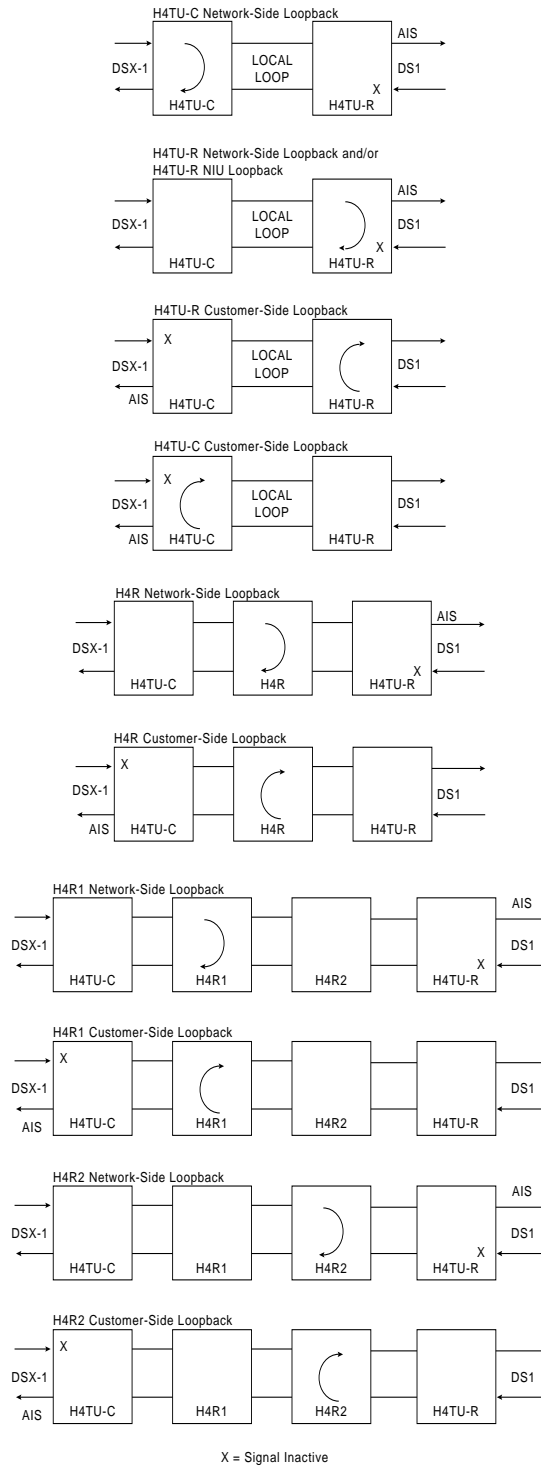 H4TU-C Network-Side Loopback
AIS
DSX-1
LOCAL
LOOP
DS1
X
H4TU-C
H4TU-R
H4TU-R Network-Side Loopback and/or
H4TU-R NIU Loopback
AIS
DSX-1
LOCAL
LOOP
DS1
X
H4TU-C
H4TU-R
H4TU-R Customer-Side Loopback
X
DSX-1
LOCAL
LOOP
DS1
AIS
H4TU-C
H4TU-R
H4TU-C Customer-Side Loopback
X
DSX-1
LOCAL
LOOP
DS1
AIS
H4TU-C
H4TU-R
H4R Network-Side Loopback
AIS
DSX-1
DS1
X
H4TU-C
H4R
H4TU-R
H4R Customer-Side Loopback
X
DSX-1
DS1
AIS
H4TU-C
H4R
H4TU-R
H4R1 Network-Side Loopback
AIS
DSX-1
DS1
X
H4TU-C
H4R1
H4R2
H4TU-R
H4R1 Customer-Side Loopback
X
DSX-1
DS1
AIS
H4TU-C
H4R1
H4R2
H4TU-R
H4R2 Network-Side Loopback
AIS
DSX-1
DS1
X
H4TU-C
H4R1
H4R2
H4TU-R
H4R2 Customer-Side Loopback
X
DSX-1
DS1
AIS
H4TU-C
H4R1
H4R2
H4TU-R
X = Signal Inactive